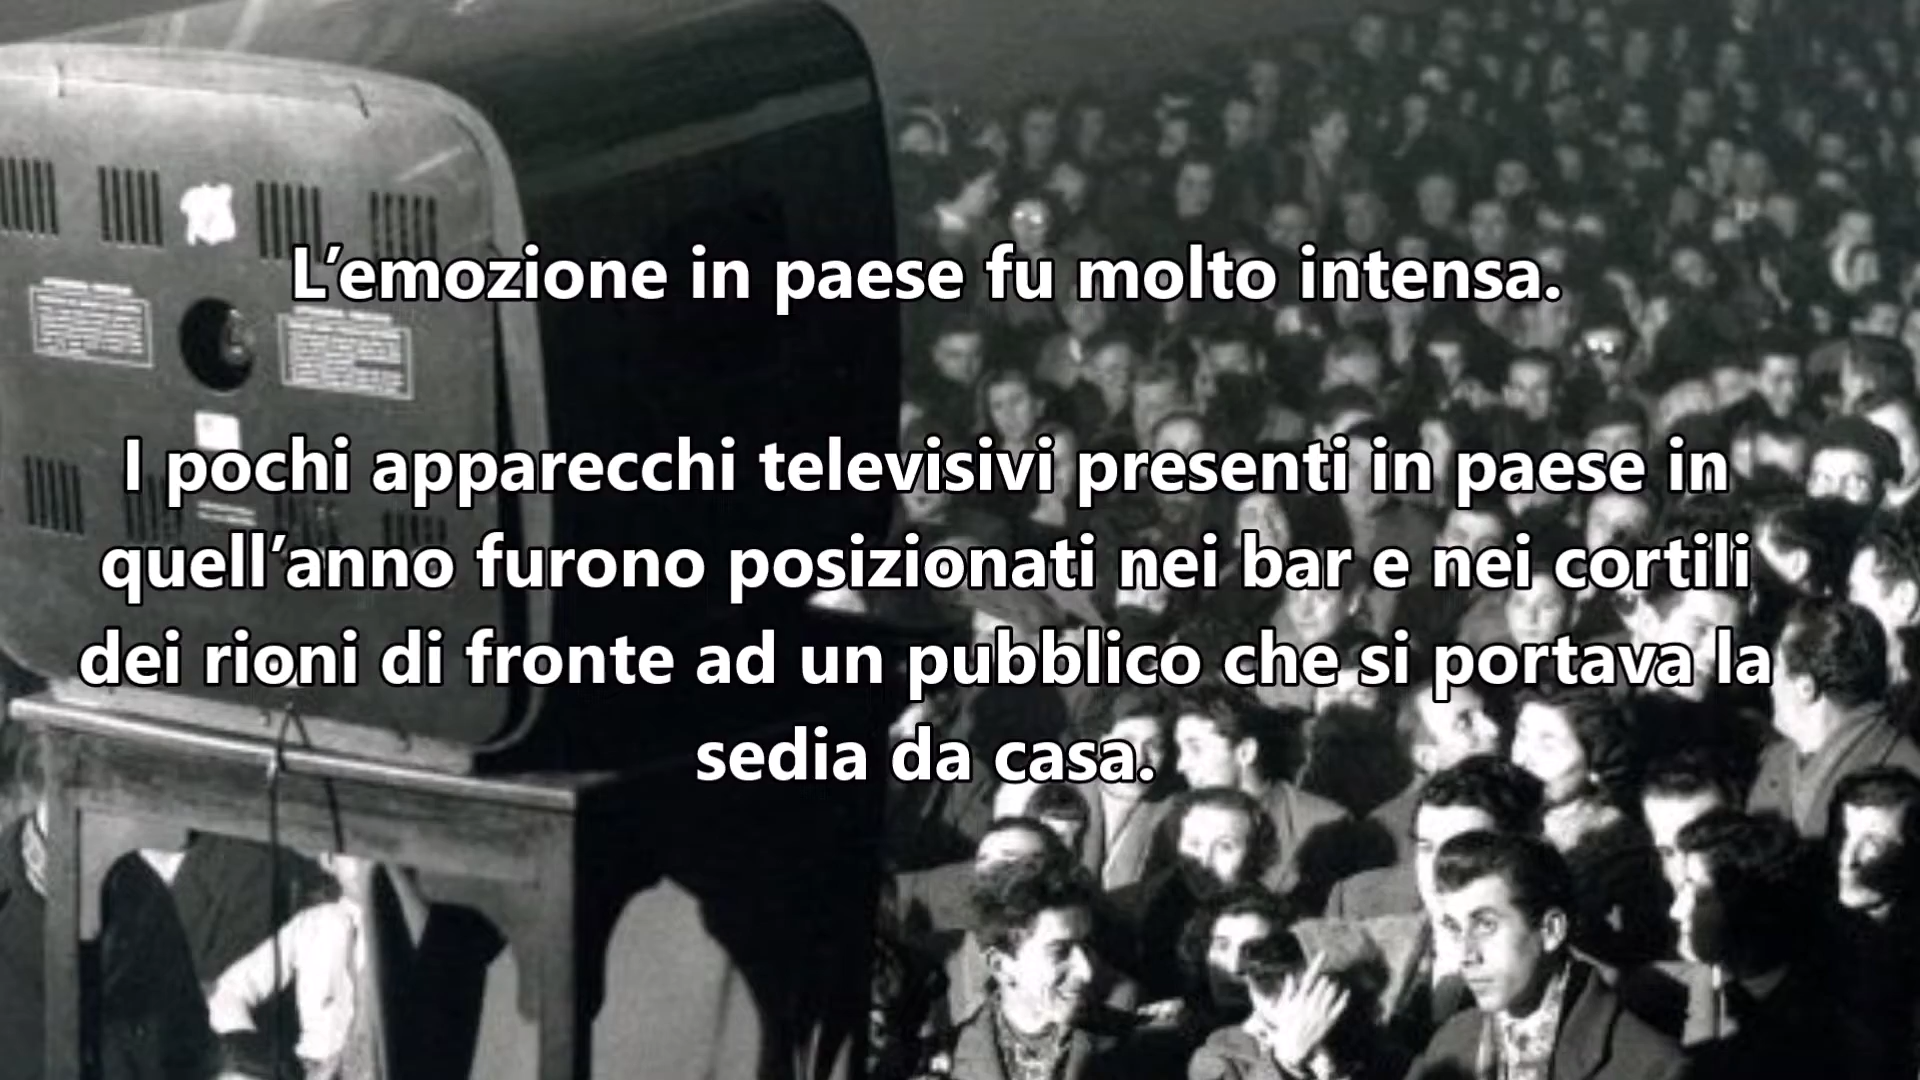 L’emozione in paese fu molto intensa.
I pochi apparecchi televisivi presenti in paese in
quell’anno furono posizionati nei bar e nei cortili
dei rioni di fronte ad un pubblico che si portava la
sedia da casa.